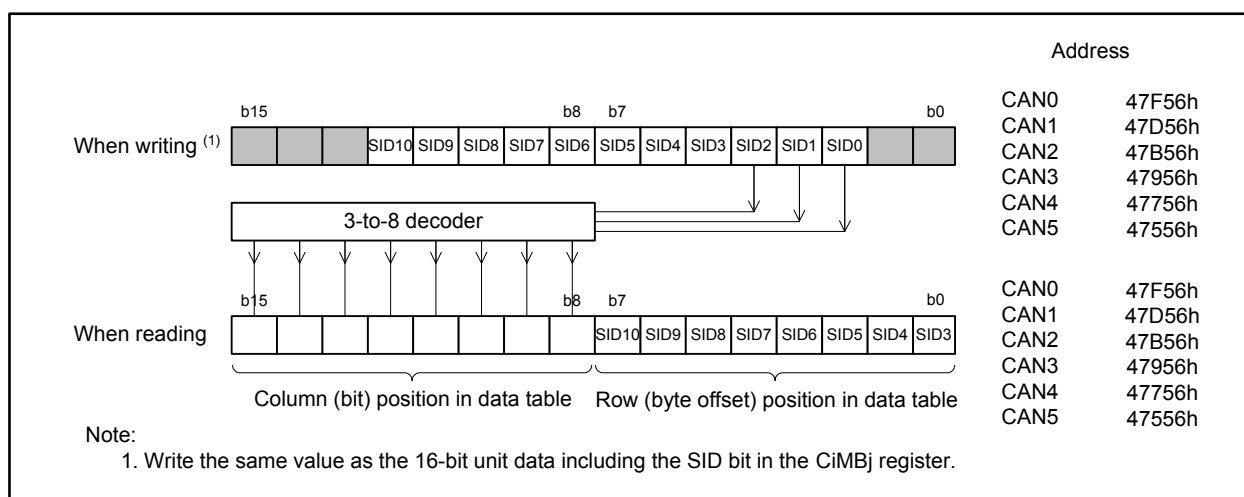 Address
b15 b8 b7 b0
When writing (1) SID10 SID9 SID8 SID7 SID6 SID5 SID4 SID3 SID2 SID1 SID0
CAN0 47F56h
CAN1 47D56h
CAN2 47B56h
CAN3 47956h
CAN4 47756h
CAN5 47556h
3-to-8 decoder
b15 b8 b7 b0
When reading SID10 SID9 SID8 SID7 SID6 SID5 SID4 SID3
CAN0 47F56h
CAN1 47D56h
CAN2 47B56h
CAN3 47956h
CAN4 47756h
CAN5 47556h
Column (bit) position in data table Row (byte offset) position in data table
Note:
1. Write the same value as the 16-bit unit data including the SID bit in the CiMBj register.